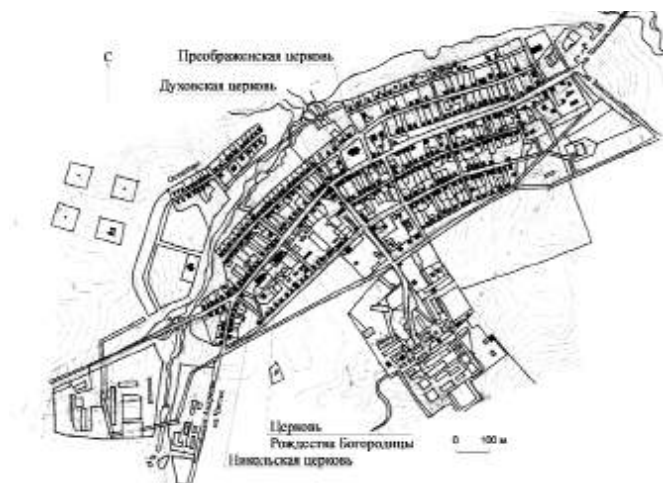 С
Преображенская церковь
Духовская церковь
Церковь
Рождества Богородицы
Никольская церковь
0 100 м